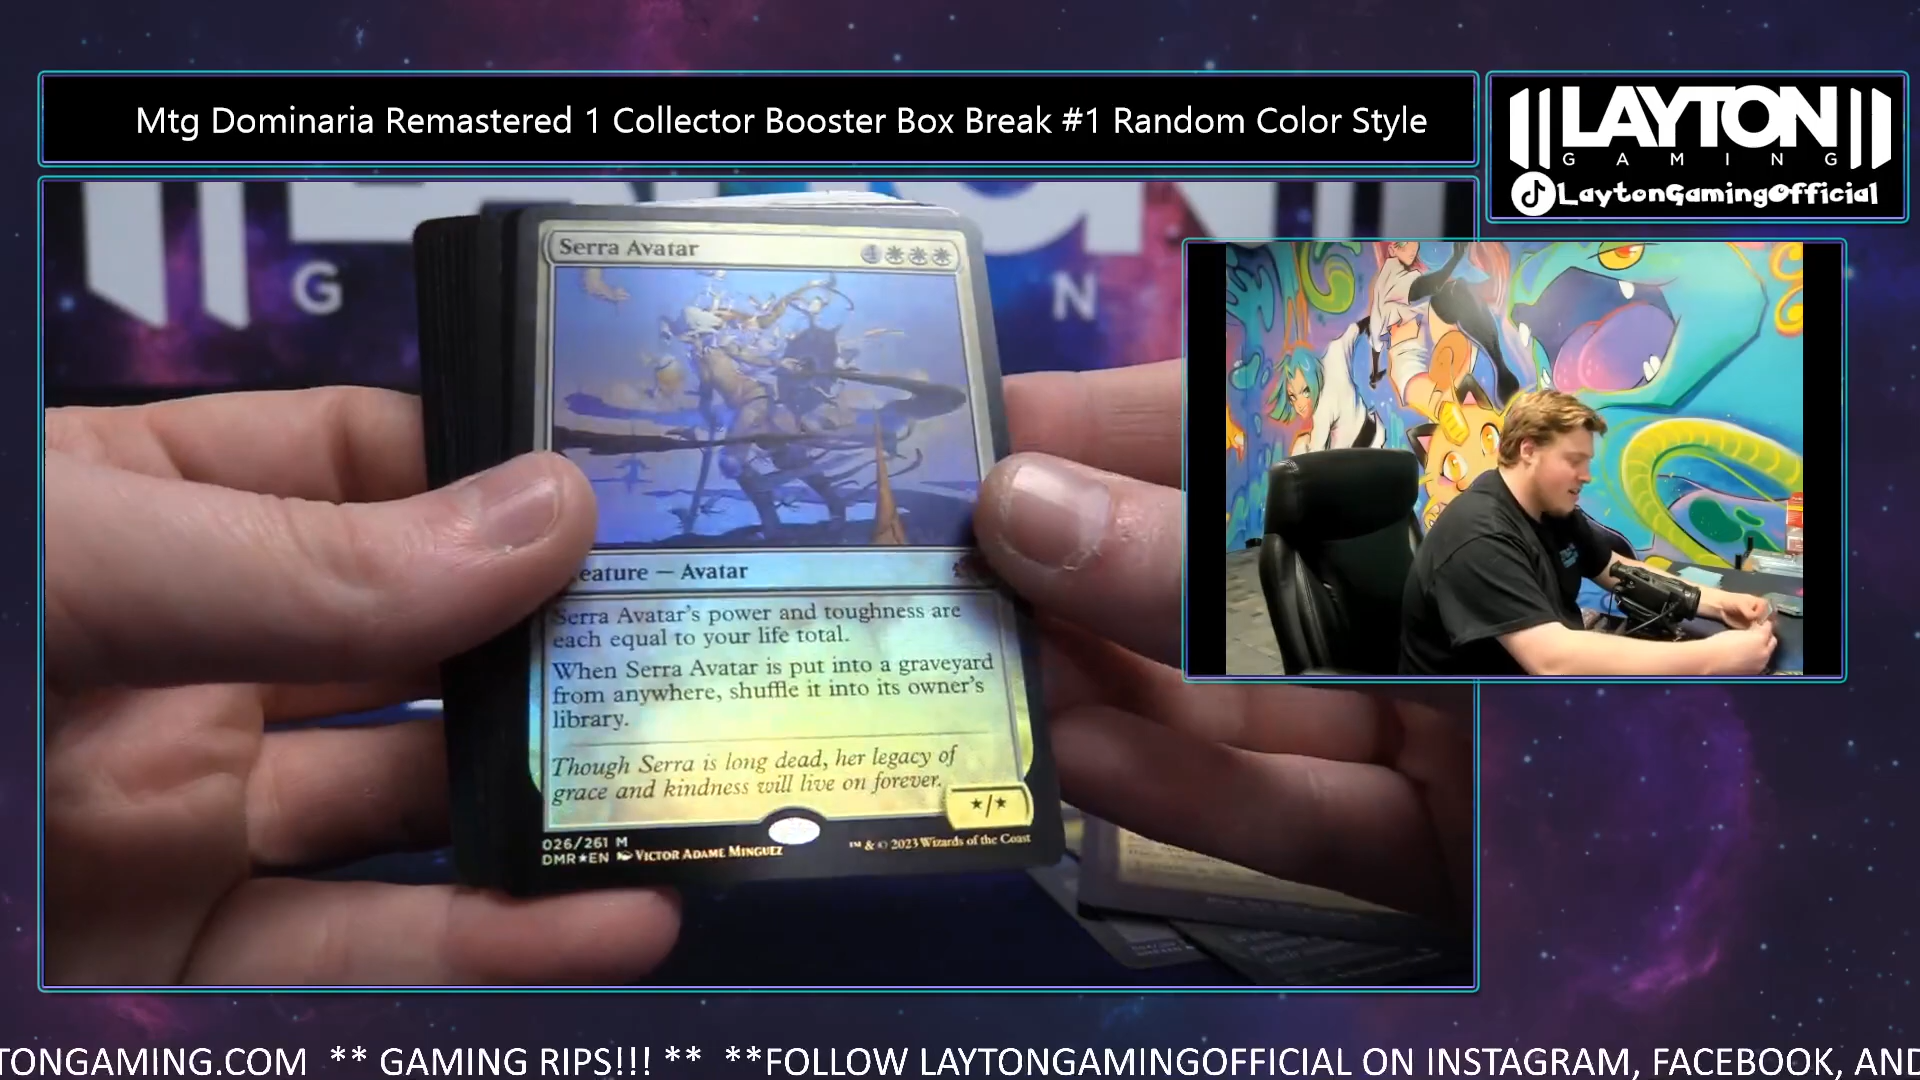 Mtg Dominaria Remastered 1 Collector Booster Box Break #1 Random Color Style
LAYTON
GAMING
LaytonGamingOfficial
G N
Serra Avatar
4
eature — Avatar
Serra Avatar's power and toughness are
each equal to your life total.
When Serra Avatar is put into a graveyard
from anywhere, shuffle it into its owner's
library.
Though Serra is long dead, her legacy of
grace and kindness will live on forever.
★/★
026/261 M
DMR★EN VICTOR ADAME MINGUEZ
™ & © 2023 Wizards of the Coast
TONGAMING.COM ** GAMING RIPS!!! ** **FOLLOW LAYTONGAMINGOFFICIAL ON INSTAGRAM, FACEBOOK, AND